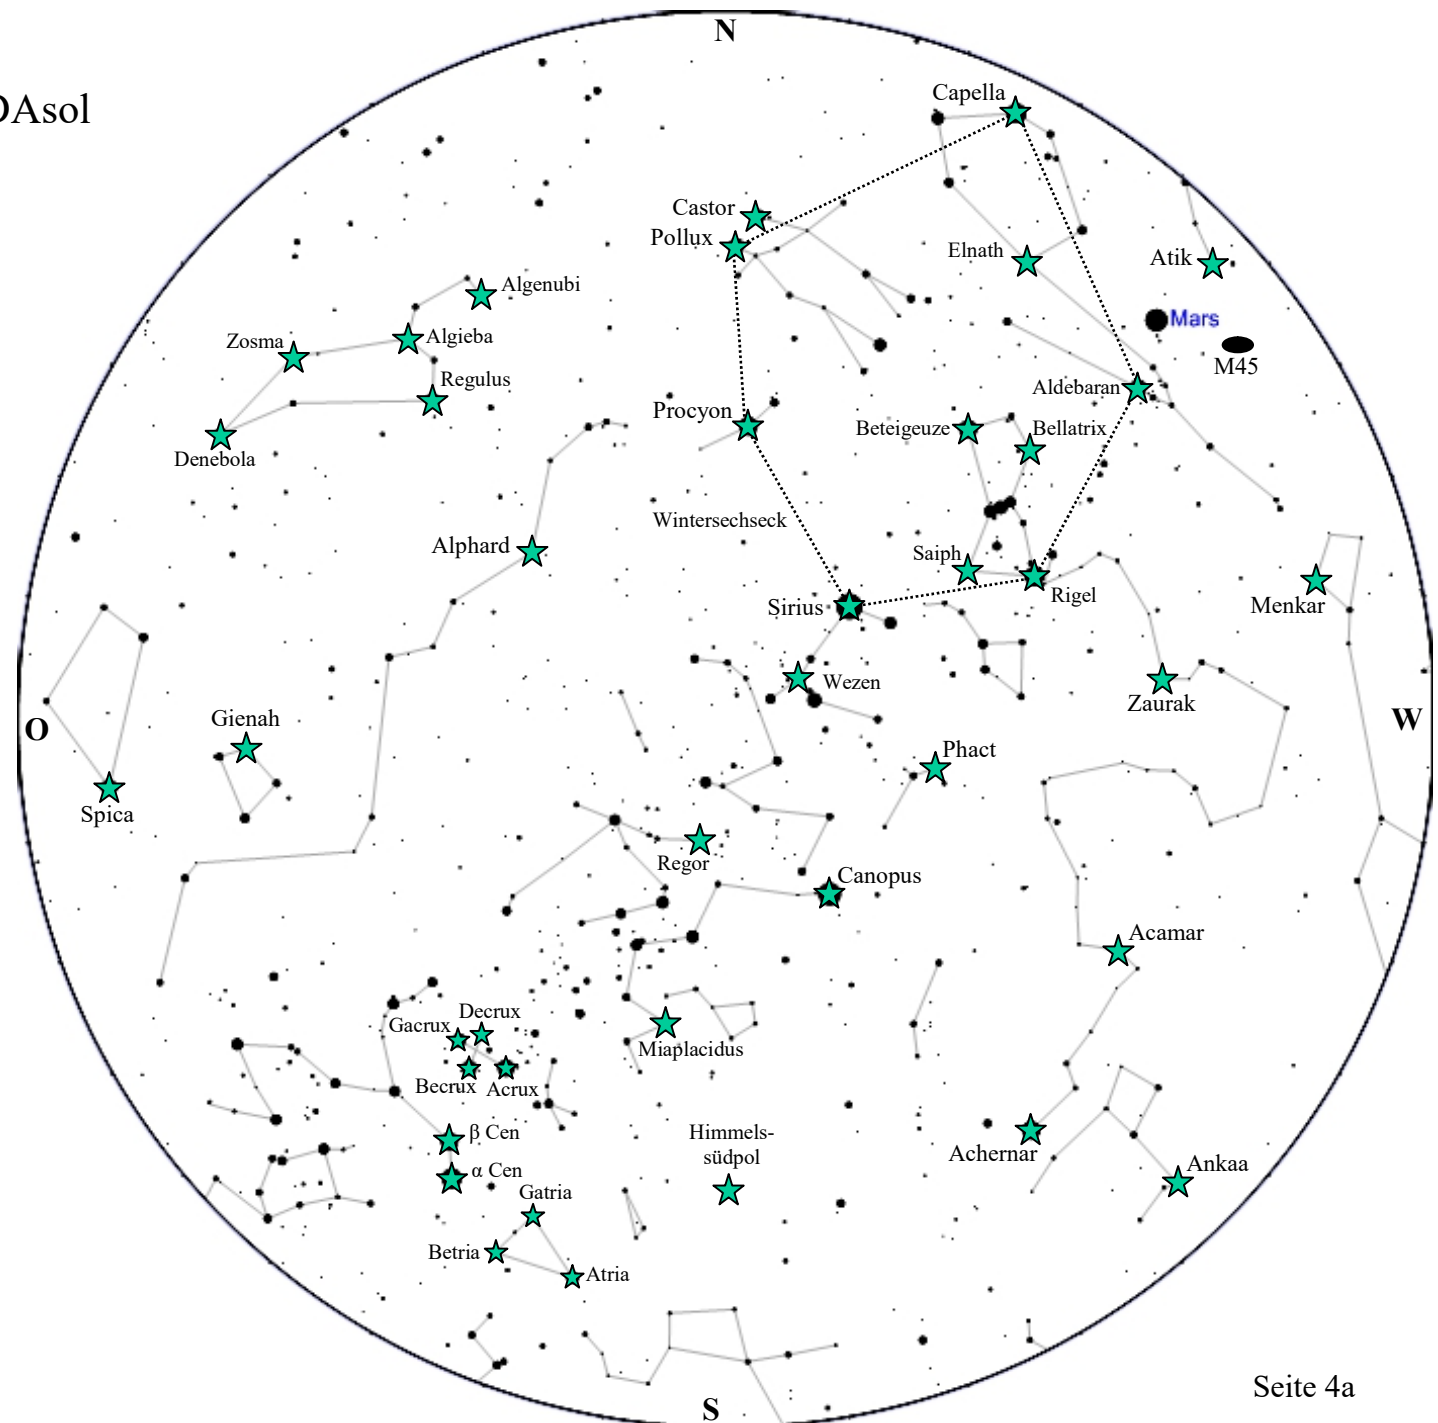 N
DAsol
Capella
Castor
Pollux
Elnath
Atik
Algenubi
Mars
Zosma
Algieba
M45
Regulus
Aldebaran
Procyon
Beteigeuze
Bellatrix
Denebola
Wintersechseck
Alphard
Saiph
Rigel
Sirius
Menkar
Wezen
Zaurak
Gienah
O
W
Phact
Spica
Regor
Canopus
Acamar
Decrux
Gacrux
Miaplacidus
Becrux
Acrux
β Cen
Himmels-
südpol
Achernar
α Cen
Ankaa
Gatria
Betria
Atria
Seite 4a
S